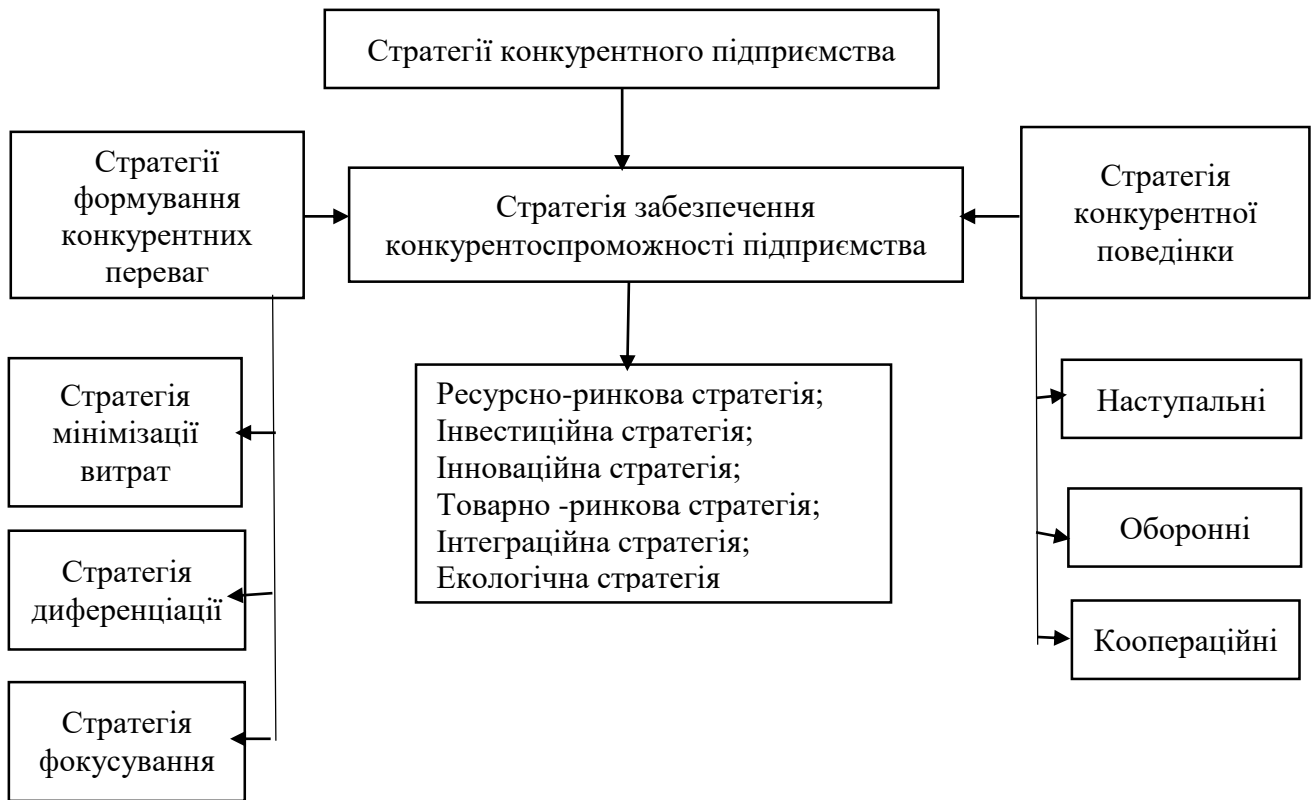 Стратегії конкурентного підприємства
Стратегії
формування
конкурентних
переваг
Стратегія забезпечення
конкурентоспроможності підприємства
Стратегія
конкурентної
поведінки
Стратегія
мінімізації
витрат
Стратегія
диференціації
Стратегія
фокусування
Ресурсно-ринкова стратегія;
Інвестиційна стратегія;
Інноваційна стратегія;
Товарно -ринкова стратегія;
Інтеграційна стратегія;
Екологічна стратегія
Наступальні
Оборонні
Коопераційні